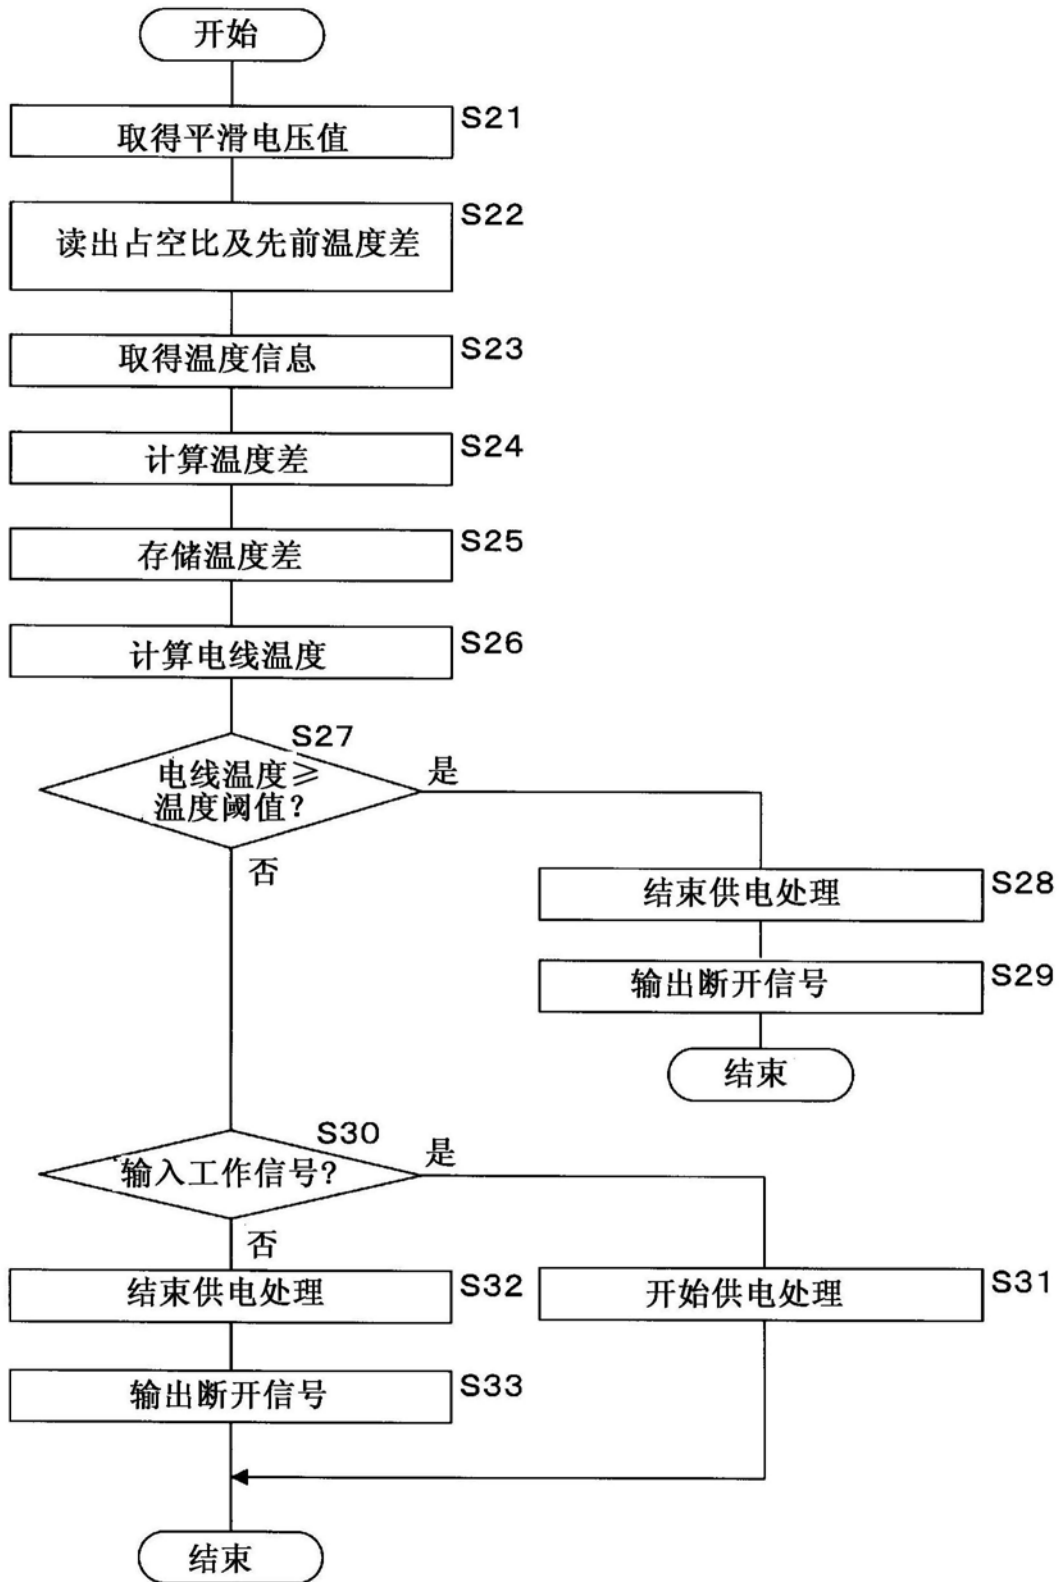 开始
取得平滑电压值
S21
读出占空比及先前温度差
S22
取得温度信息
S23
计算温度差
S24
存储温度差
S25
计算电线温度
S26
S27
电线温度≥
温度阈值?
是
否
结束供电处理
S28
输出断开信号
S29
结束
S30
输入工作信号?
是
否
结束供电处理
S32
开始供电处理
S31
输出断开信号
S33
结束